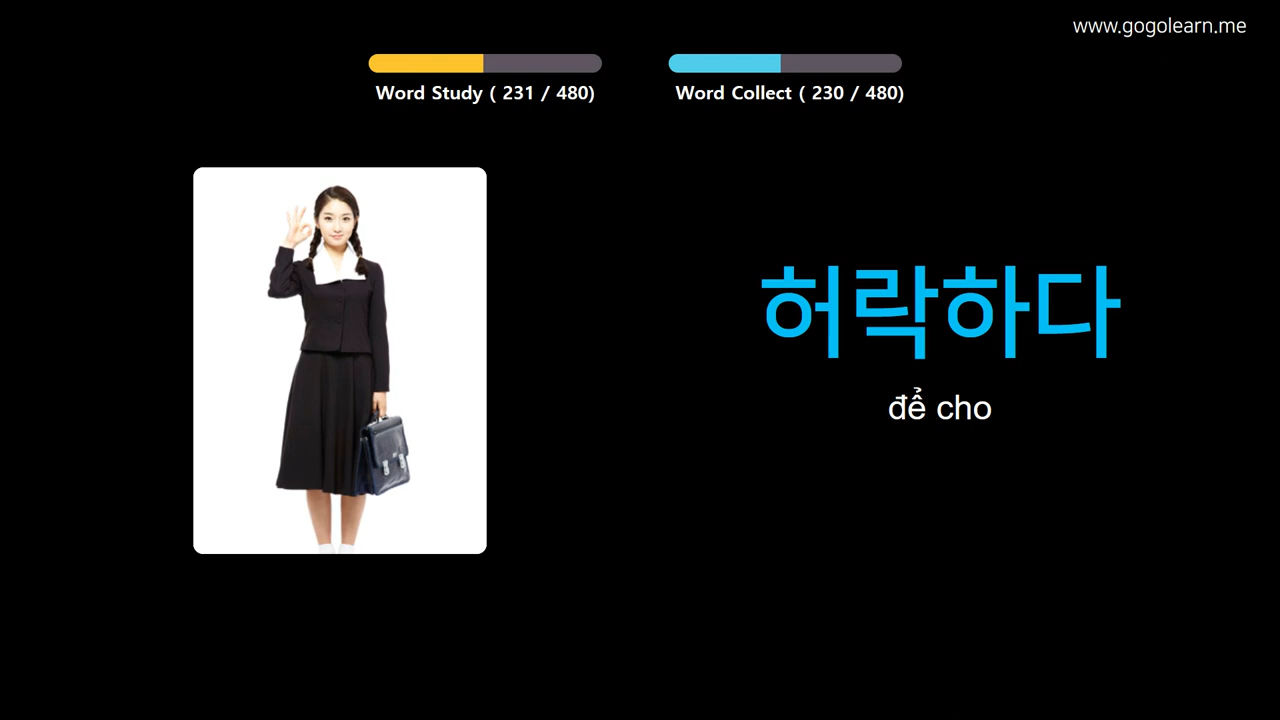 www.gogolearn.me
Word Study ( 231 / 480)
Word Collect ( 230 / 480)
허락하다
để cho